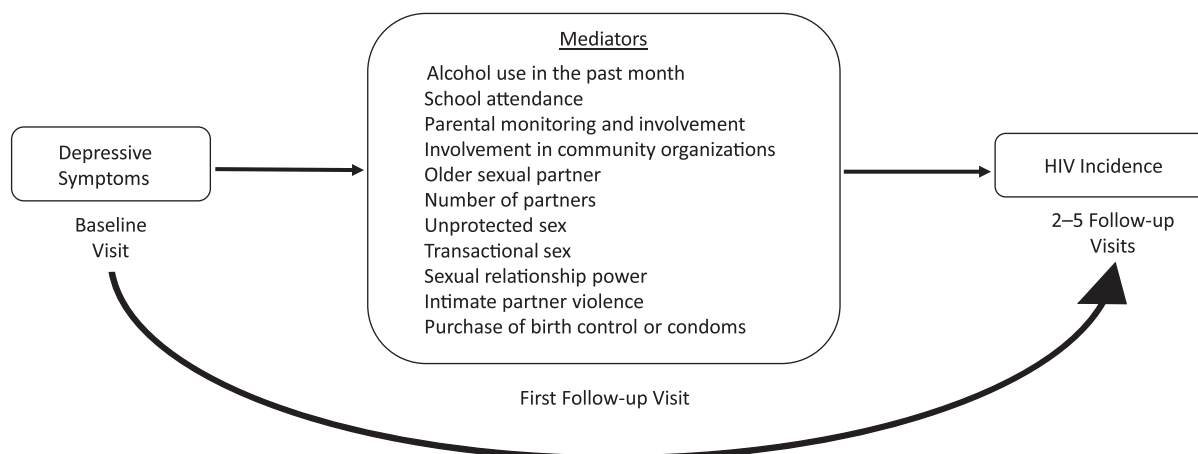 Mediators
Alcohol use in the past month
School attendance
Parental monitoring and involvement
Involvement in community organizations
Older sexual partner
Number of partners
Unprotected sex
Transactional sex
Sexual relationship power
Intimate partner violence
Purchase of birth control or condoms
Depressive
Symptoms
Baseline
Visit
First Follow-up Visit
HIV Incidence
2–5 Follow-up
Visits